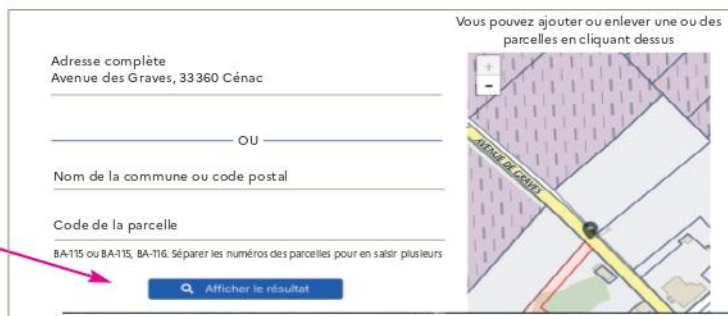 Vous pouvez ajouter ou enlever une ou des
parcelles en cliquant dessus
Adresse complète
Avenue des Graves, 33360 Cénac
OU
Nom de la commune ou code postal
Code de la parcelle
BA-115 ou BA-115, BA-116. Séparer les numéros des parcelles pour en saisir plusieurs
Afficher le résultat
+
-
AVENUE DE GRAVES